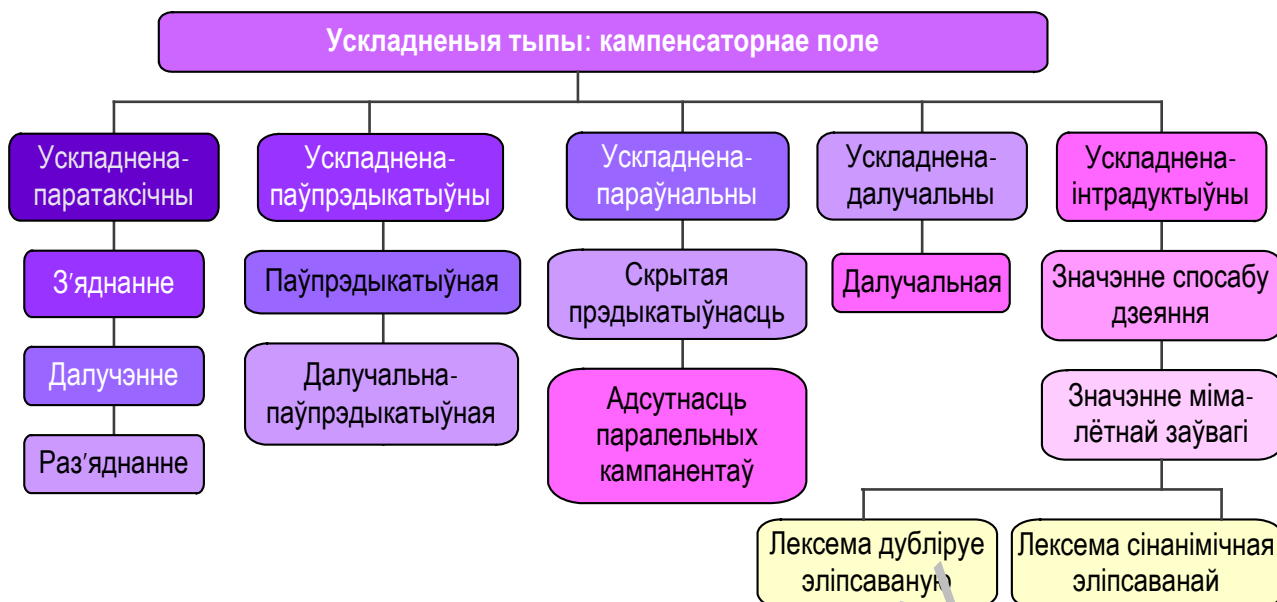 Ускладненыя тыпы: кампенсаторнае поле
Ускладнена-
паратаксічны
З'яднанне
Далучэнне
Раз'яднанне
Ускладнена-
паўпрэдыкатыўны
Паўпрэдыкатыўная
Далучальна-
паўпрэдыкатыўная
Ускладнена-
параўнальны
Скрытая
прэдыкатыўнасць
Адсутнасць
паралельных
кампанентаў
Ускладнена-
далучальны
Далучальная
Ускладнена-
інтрадуктыўны
Значэнне спосабу
дзеяння
Значэнне міма-
лётнай заўвагі
Лексема дубліруе
эліпсаваную
Лексема сінанімічная
эліпсаванай